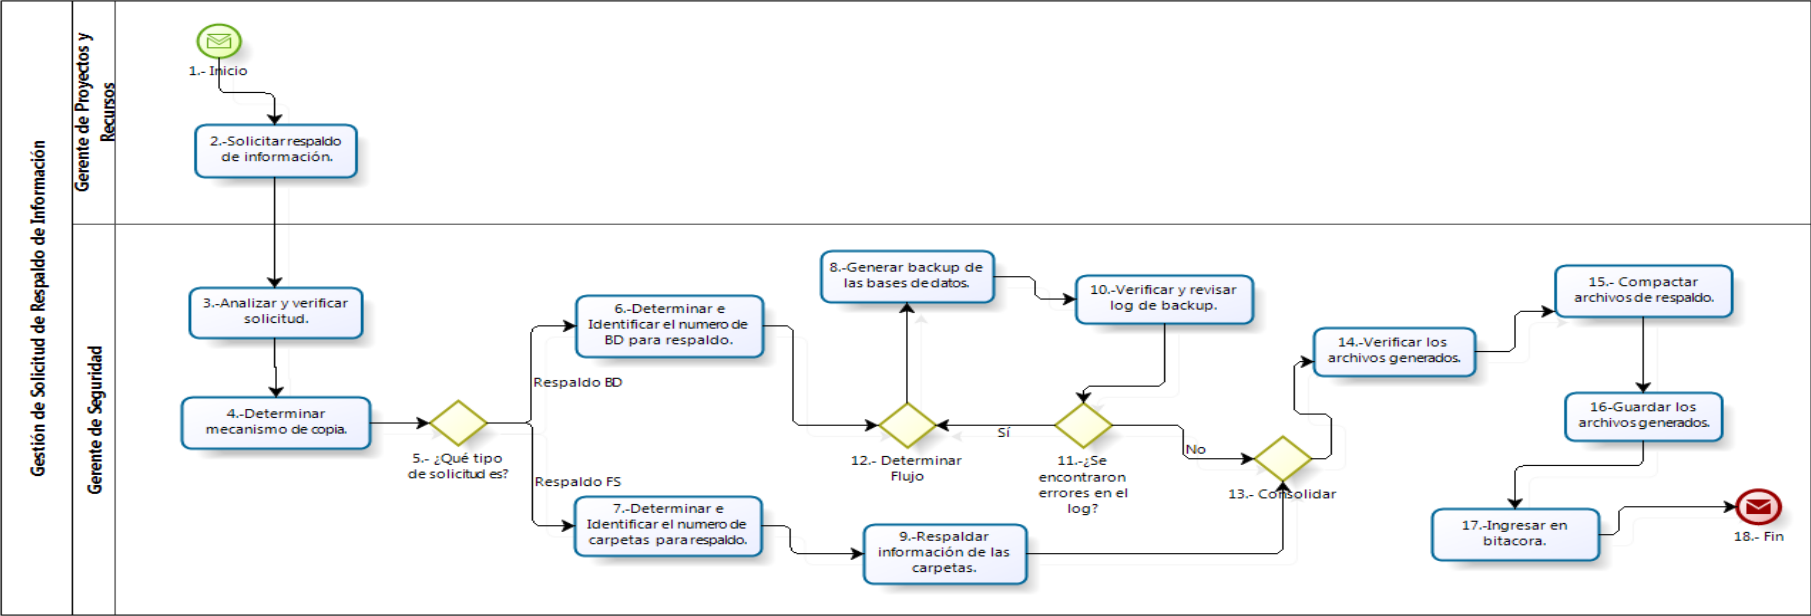 Gestión de Solicitud de Respaldo de Información
Gerente de Proyectos y
Recursos
1.- Inicio
2.-Solicitar respaldo
de información.
Gerente de Seguridad
3.-Analizar y verificar
solicitud.
4.-Determinar
mecanismo de copia.
5.- ¿Qué tipo
de solicitud es?
Respaldo BD
Respaldo FS
6.-Determinar e
Identificar el numero de
BD para respaldo.
7.-Determinar e
Identificar el numero de
carpetas para respaldo.
8.-Generar backup de
las bases de datos.
9.-Respaldar
información de las
carpetas.
10.-Verificar y revisar
log de backup.
Sí
11.-¿Se
encontraron
errores en el
log?
No
12.- Determinar
Flujo
13.- Consolidar
14.-Verificar los
archivos generados.
15.- Compactar
archivos de respaldo.
16-Guardar los
archivos generados.
17.-Ingresar en
bitacora.
18.- Fin